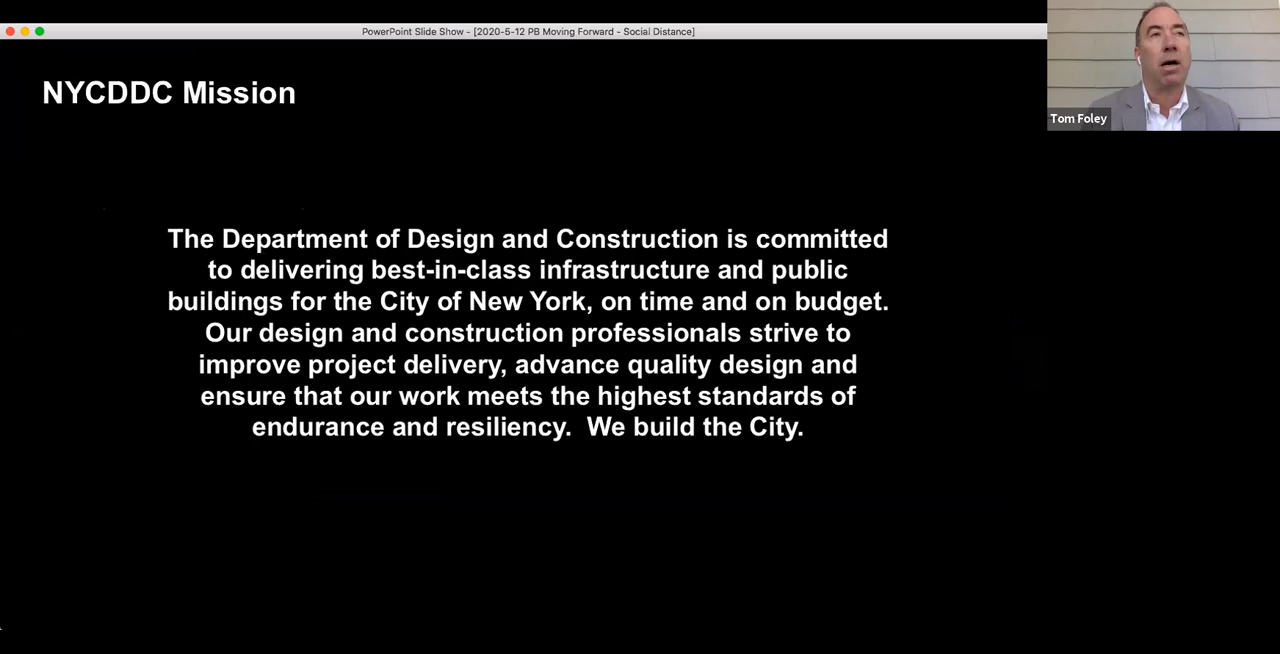 PowerPoint Slide Show - [2020-5-12 PB Moving Forward - Social Distance]
Tom Foley
NYCDDC Mission
The Department of Design and Construction is committed
to delivering best-in-class infrastructure and public
buildings for the City of New York, on time and on budget.
Our design and construction professionals strive to
improve project delivery, advance quality design and
ensure that our work meets the highest standards of
endurance and resiliency.  We build the City.